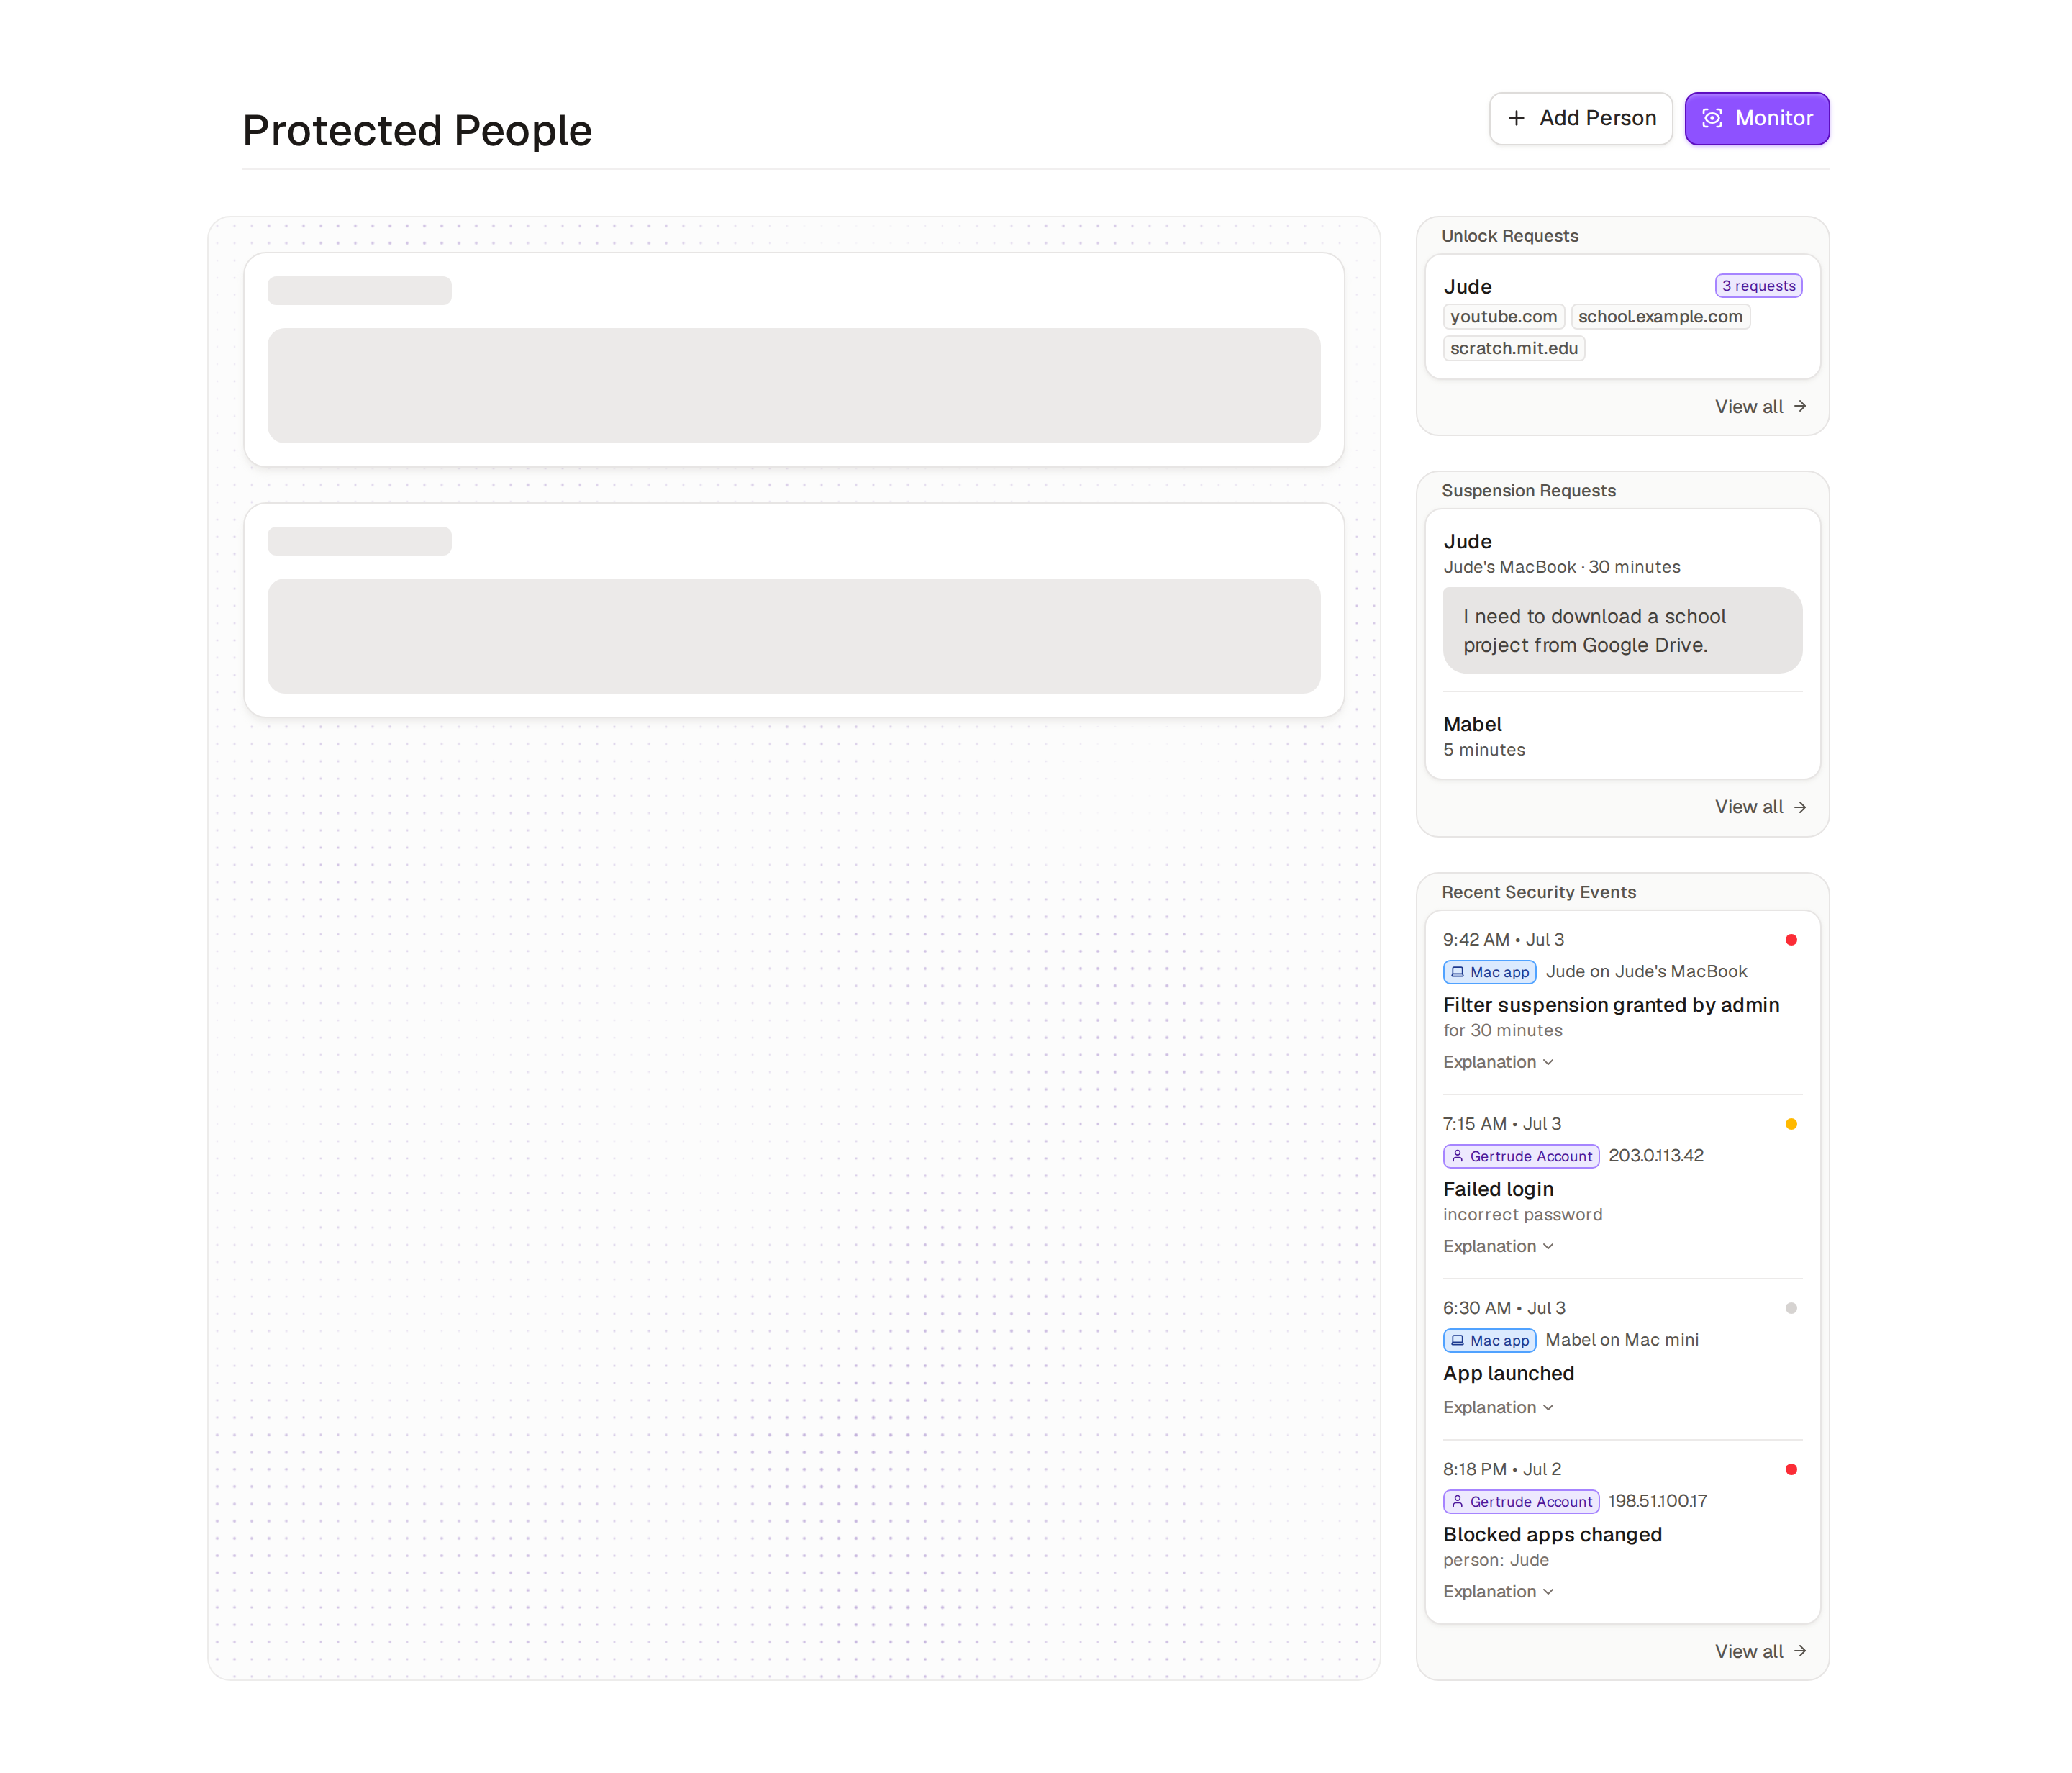 Protected People
Add Person
Monitor
Unlock Requests
Jude
3 requests
youtube.com
school.example.com
scratch.mit.edu
View all
Suspension Requests
Jude
Jude's MacBook · 30 minutes
I need to download a school
project from Google Drive.
Mabel
5 minutes
View all
Recent Security Events
9:42 AM • Jul 3
Mac app Jude on Jude's MacBook
Filter suspension granted by admin
for 30 minutes
Explanation
7:15 AM • Jul 3
Gertrude Account 203.0.113.42
Failed login
incorrect password
Explanation
6:30 AM • Jul 3
Mac app Mabel on Mac mini
App launched
Explanation
8:18 PM • Jul 2
Gertrude Account 198.51.100.17
Blocked apps changed
person: Jude
Explanation
View all